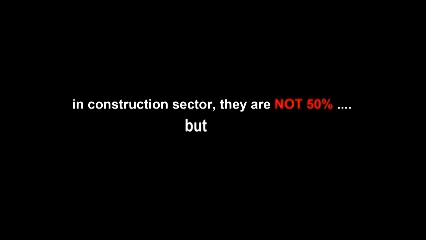 in construction sector, they are NOT 50% ....
but